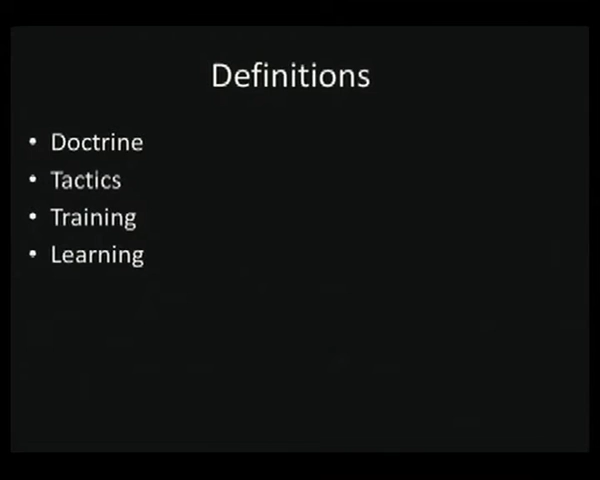 Definitions
• Doctrine
• Tactics
• Training
• Learning